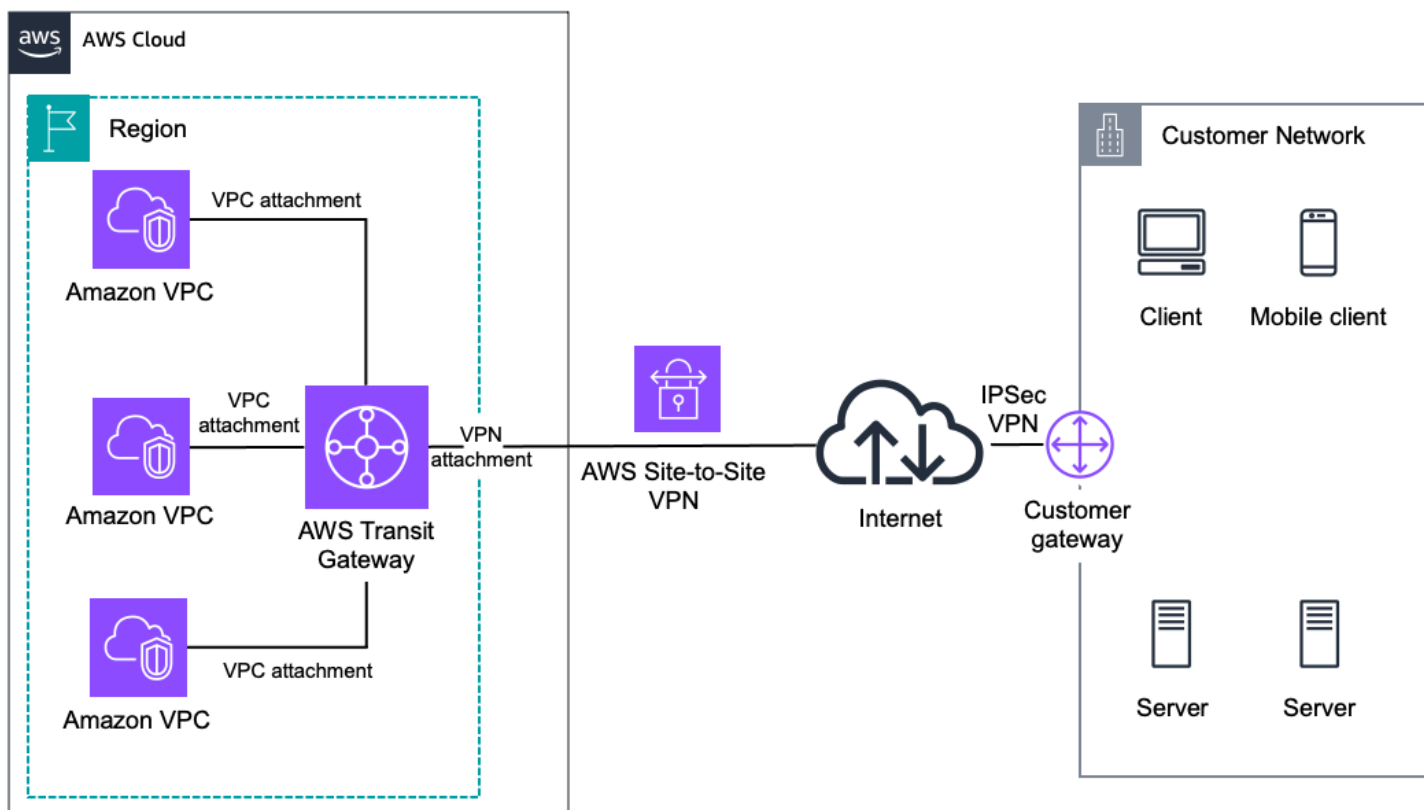 aws
AWS Cloud
Region
VPC attachment
Amazon VPC
VPC
attachment
Amazon VPC
AWS Transit
Gateway
VPC attachment
Amazon VPC
VPN
attachment
AWS Site-to-Site
VPN
Internet
IPSec
VPN
Customer
gateway
Customer Network
Client
Mobile client
Server
Server